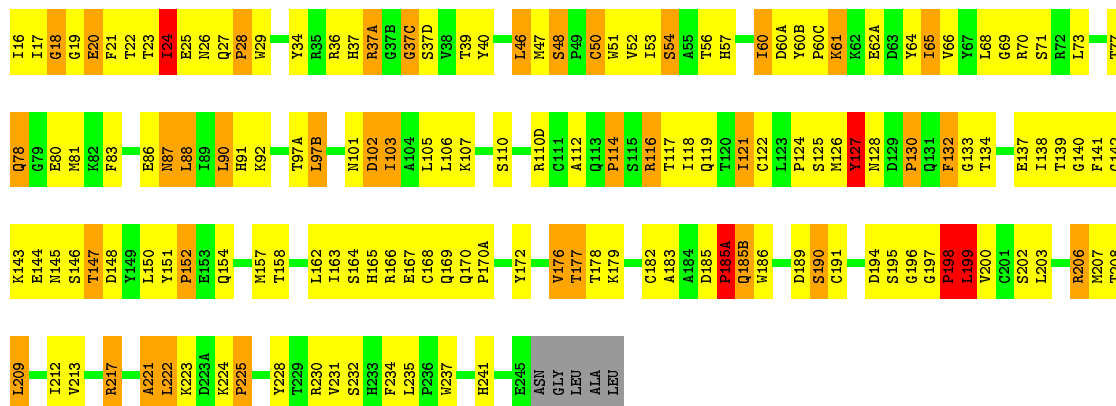 I16 I17 G18 G19 E20 F21 T22 T23 I24 E25 N26 Q27 P28 W29 Y34 R35 R36 H37 R37A G37B G37C S37D V38 T39 Y40 L46 M47 S48 P49 C50 W51 V52 I53 S54 A55 T56 H57 I60 D60A Y60B P60C K61 K62 E62A D63 Y64 I65 V66 Y67 L68 G69 R70 S71 R72 L73 T77
Q78 G79 E80 M81 K82 F83 E86 N87 L88 I89 L90 H91 K92 T97A L97B N101 D102 I103 A104 L105 L106 K107 S110 R110D C111 A112 Q113 P114 S115 R116 T117 I118 Q119 T120 I121 C122 L123 P124 S125 M126 Y127 N128 D129 P130 Q131 F132 G133 T134 E137 I138 T139 G140 F141 G142
K143 E144 N145 S146 T147 D148 Y149 L150 Y151 P152 E153 Q154 M157 T158 L162 I163 S164 H165 R166 E167 C168 Q169 Q170 P170A Y172 V176 T177 T178 K179 C182 A183 A184 D185 P185A Q185B W186 D189 S190 C191 D194 S195 G196 G197 P198 L199 V200 C201 S202 L203 R206 M207 T208
L209 I212 V213 R217 A221 L222 K223 D223A K224 P225 Y228 T229 R230 V231 S232 H233 F234 L235 P236 W237 H241 E245 ASN GLY LEU ALA LEU